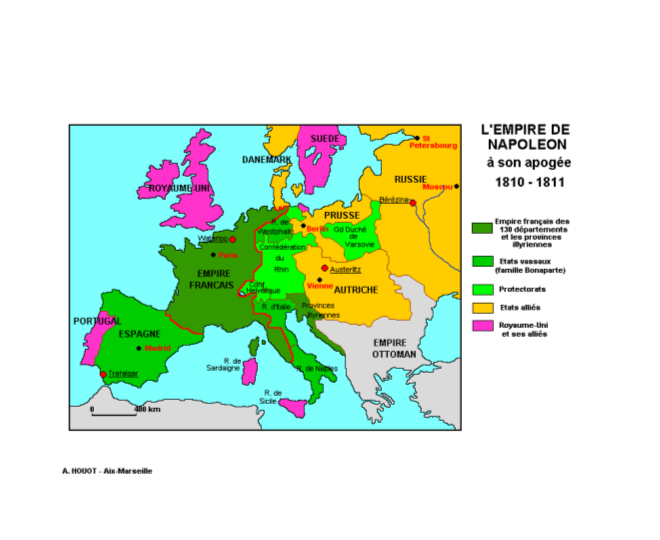 L'EMPIRE DE
NAPOLEON
à son apogée
1810 - 1811
SUEDE
St
Petersbourg
DANEMARK
RUSSIE
ROYAUME-UNI
Moscou
Bérézina
PRUSSE
R. de
Westphalie
Berlin
Gd Duché
de
Varsovie
Waterloo
Confédération
du
Rhin
Paris
Austerlitz
EMPIRE
FRANCAIS
Conf
Helvétique
Vienne
AUTRICHE
R. d'Italie
Provinces
Illyriennes
PORTUGAL
ESPAGNE
Madrid
EMPIRE
OTTOMAN
R. de
Sardaigne
R. de Naples
Trafalgar
R. de
Sicile
0 400 km
Empire français des
130 départements
et les provinces
illyriennes
Etats vassaux
(famille Bonaparte)
Protectorats
Etats alliés
Royaume-Uni
et ses alliés
A. HOUOT - Aix-Marseille